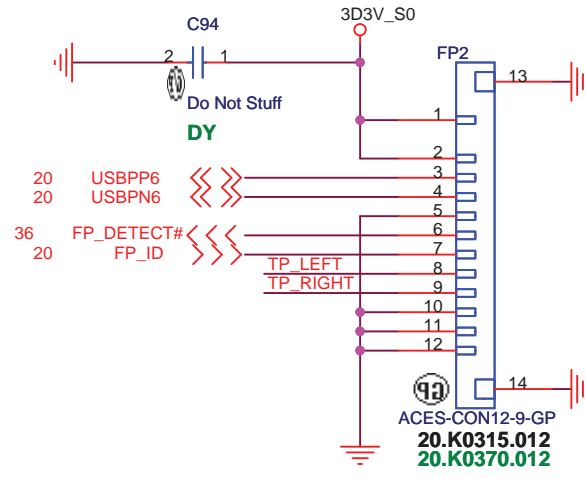 C94
3D3V_S0
2 1
FP2
13
Do Not Stuff
DY
1
2
20 USBPP6 3
20 USBPN6 4
5
36 FP_DETECT# 6
20 FP_ID 7
TP_LEFT 8
TP_RIGHT 9
10
11
12
GP
14
ACES-CON12-9-GP
20.K0315.012
20.K0370.012